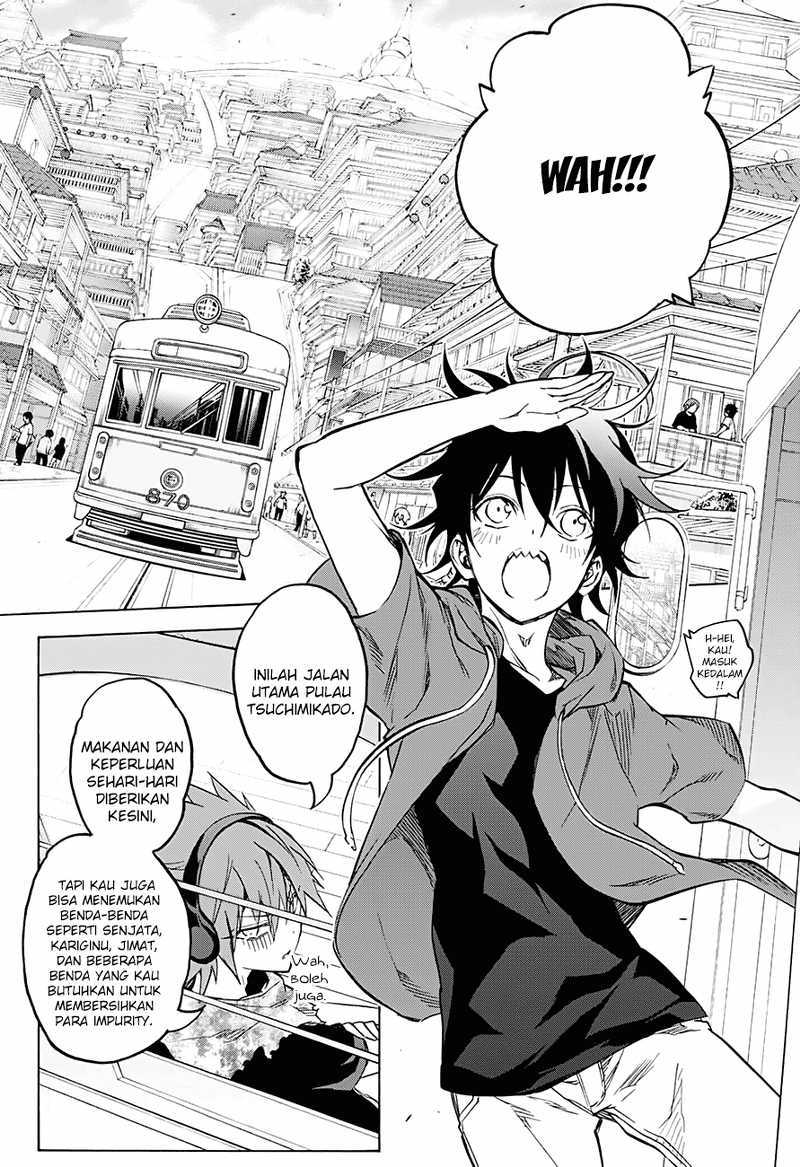 WAH!!!
870
H-HEI,
KAU!
MASUK
KEDALAM
!!
INILAH JALAN
UTAMA PULAU
TSUCHIMIKADO.
MAKANAN DAN
KEPERLUAN
SEHARI-HARI
DIBERIKAN
KESINI,
TAPI KAU JUGA
BISA MENEMUKAN
BENDA-BENDA
SEPERTI SENJATA,
KARIGINU, JIMAT,
DAN BEBERAPA
BENDA YANG KAU
BUTUHKAN UNTUK
MEMBERSIHKAN
PARA IMPURITY.
Wah,
boleh
juga.